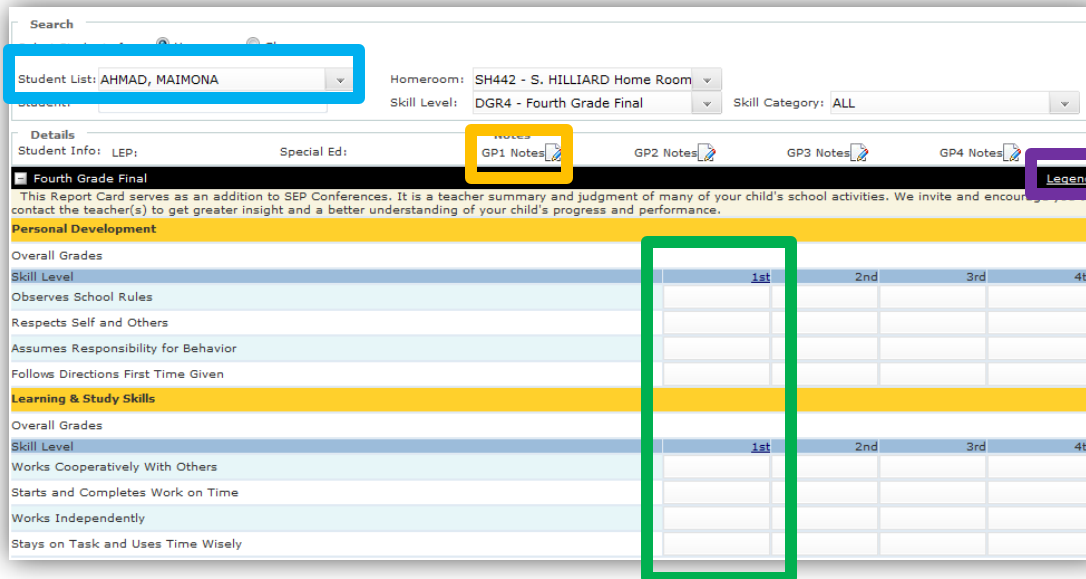 Search
Student List: AHMAD, MAIMONA Homeroom: SH442 - S. HILLIARD Home Room
Skill Level: DGR4 - Fourth Grade Final Skill Category: ALL
Details Notes
Student Info: LEP: Special Ed: GP1 Notes GP2 Notes GP3 Notes GP4 Notes
Fourth Grade Final Legend
This Report Card serves as an addition to SEP Conferences. It is a teacher summary and judgment of many of your child's school activities. We invite and encourage you
contact the teacher(s) to get greater insight and a better understanding of your child's progress and performance.
Personal Development
Overall Grades
Skill Level 1st 2nd 3rd 4t
Observes School Rules
Respects Self and Others
Assumes Responsibility for Behavior
Follows Directions First Time Given
Learning & Study Skills
Overall Grades
Skill Level 1st 2nd 3rd 4t
Works Cooperatively With Others
Starts and Completes Work on Time
Works Independently
Stays on Task and Uses Time Wisely